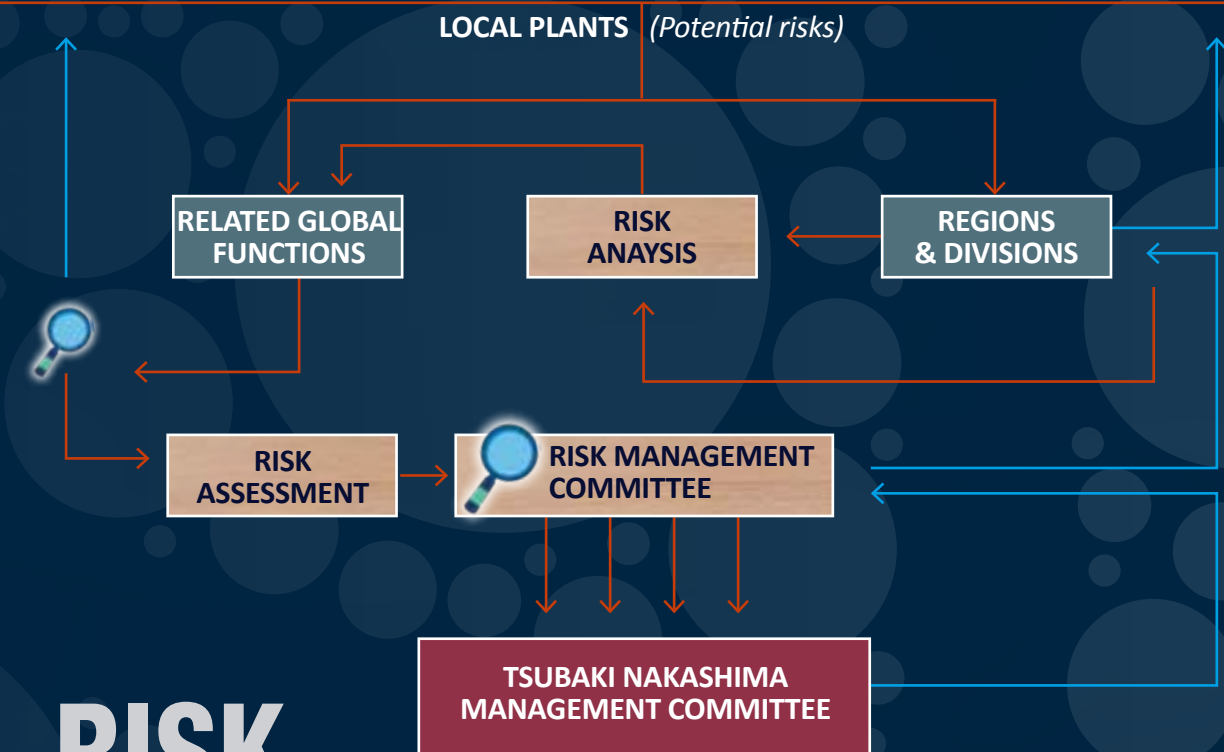 LOCAL PLANTS (Potential risks)
RELATED GLOBAL
FUNCTIONS
RISK
ANAYSIS
REGIONS
& DIVISIONS
RISK
ASSESSMENT
RISK MANAGEMENT
COMMITTEE
TSUBAKI NAKASHIMA
MANAGEMENT COMMITTEE
RISK